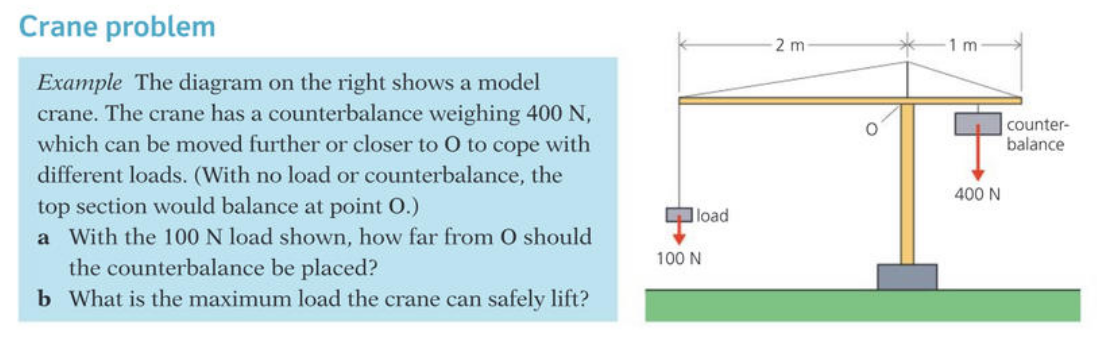 Crane problem
Example The diagram on the right shows a model
crane. The crane has a counterbalance weighing 400 N,
which can be moved further or closer to O to cope with
different loads. (With no load or counterbalance, the
top section would balance at point O.)
a With the 100 N load shown, how far from O should
the counterbalance be placed?
b What is the maximum load the crane can safely lift?
2 m
1 m
O
counter-
balance
400 N
load
100 N